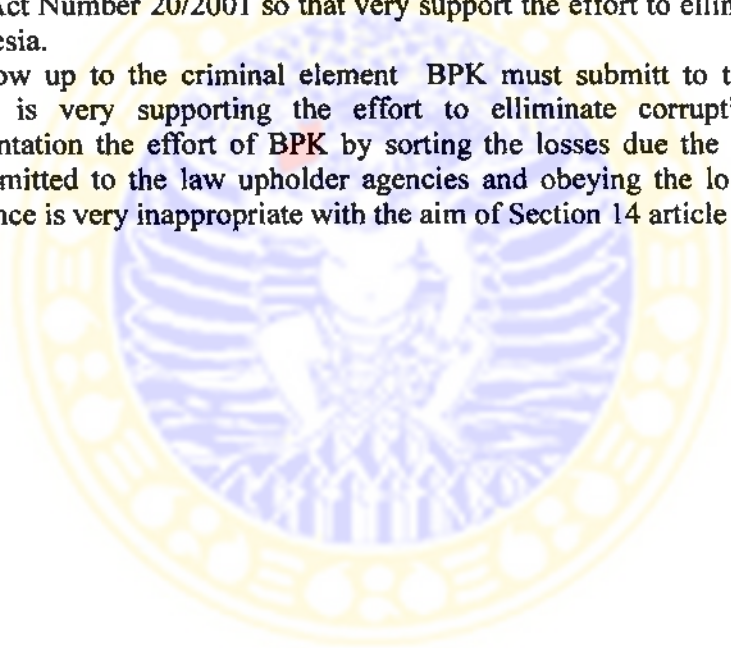 Act Number 20/2001 so that very support the effort to ellim
esia.
ow up to the criminal element BPK must submitt to t
is very supporting the effort to elliminate corrupt
ntation the effort of BPK by sorting the losses due the
mitted to the law upholder agencies and obeying the lo
nce is very inappropriate with the aim of Section 14 article